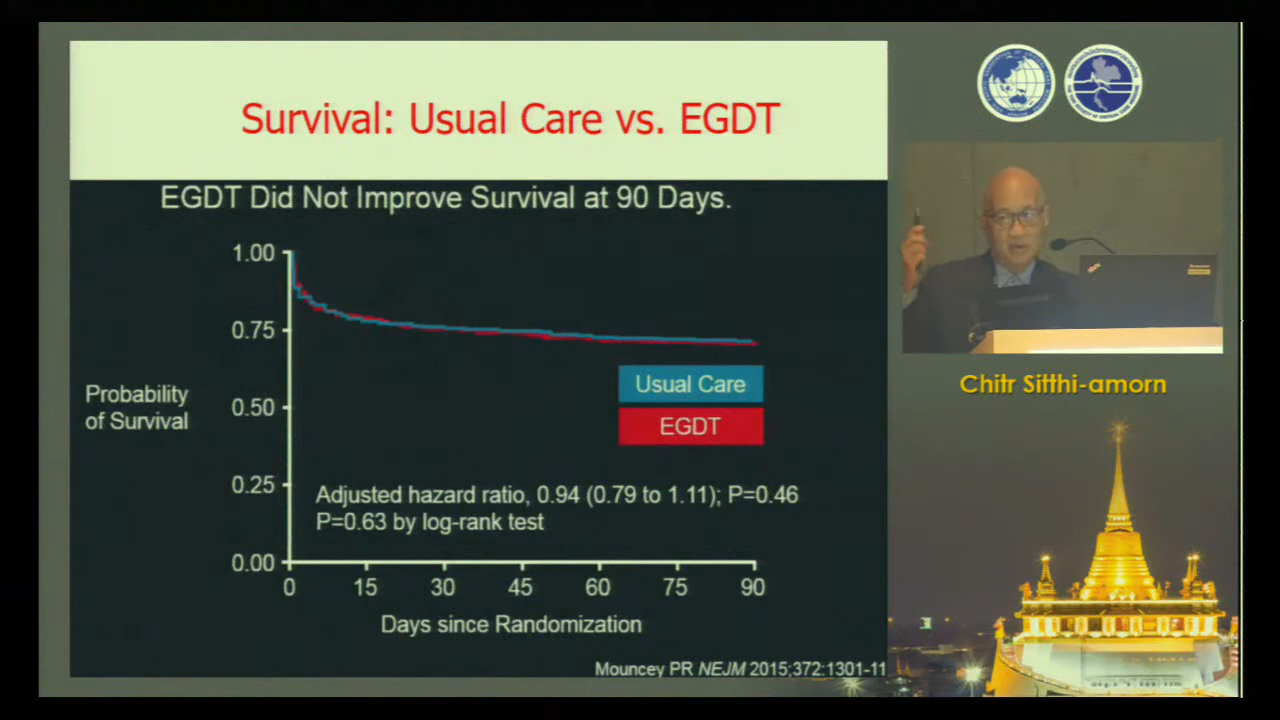 Survival: Usual Care vs. EGDT
EGDT Did Not Improve Survival at 90 Days.
1.00
0.75
Probability
of Survival
0.50
0.25
0.00
Usual Care
EGDT
Adjusted hazard ratio, 0.94 (0.79 to 1.11); P=0.46
P=0.63 by log-rank test
0 15 30 45 60 75 90
Days since Randomization
Mouncey PR NEJM 2015;372:1301-11
Chitr Sitthi-amorn